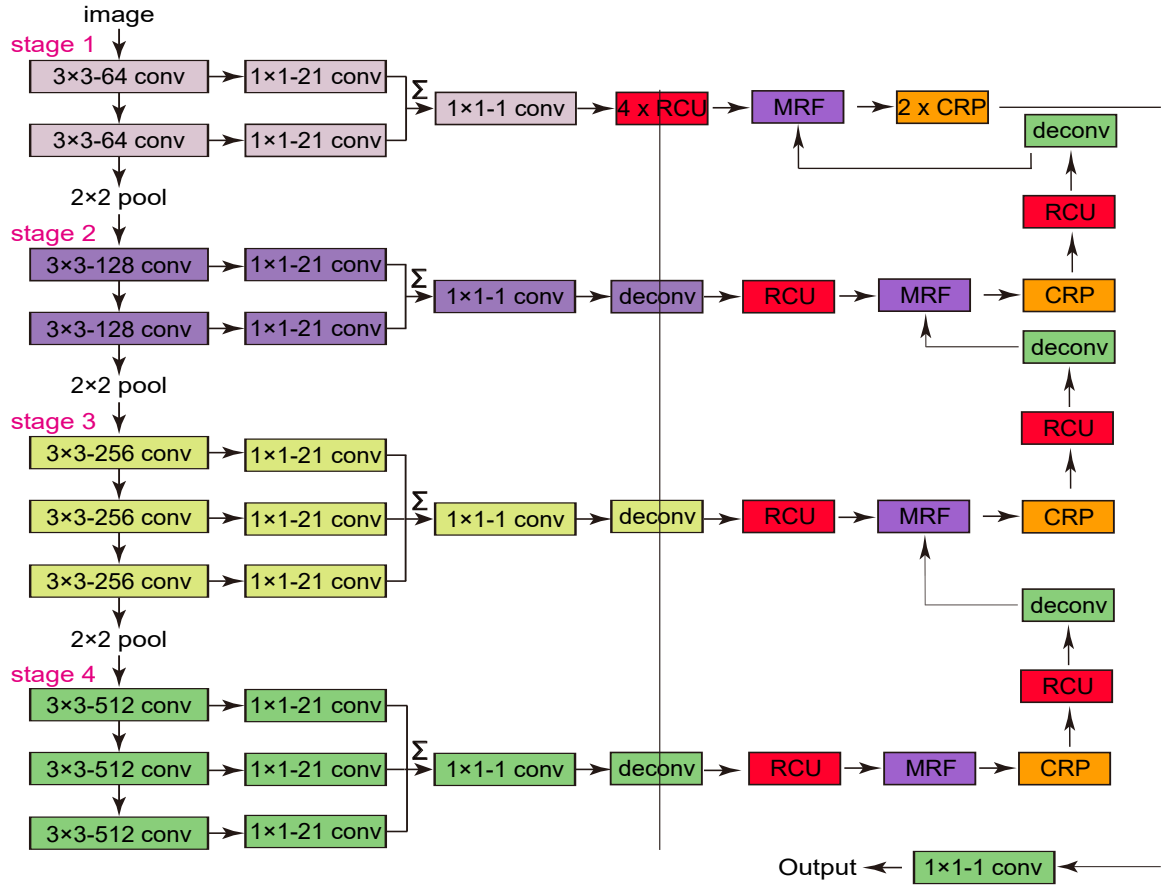 image
stage 1
3×3-64 conv
1×1-21 conv
Σ
1×1-1 conv
4 x RCU
MRF
2 x CRP
deconv
3×3-64 conv
1×1-21 conv
2×2 pool
RCU
stage 2
3×3-128 conv
1×1-21 conv
Σ
1×1-1 conv
deconv
RCU
MRF
CRP
3×3-128 conv
1×1-21 conv
deconv
2×2 pool
RCU
stage 3
3×3-256 conv
1×1-21 conv
Σ
3×3-256 conv
1×1-21 conv
1×1-1 conv
deconv
RCU
MRF
CRP
3×3-256 conv
1×1-21 conv
deconv
2×2 pool
stage 4
RCU
3×3-512 conv
1×1-21 conv
Σ
3×3-512 conv
1×1-21 conv
1×1-1 conv
deconv
RCU
MRF
CRP
3×3-512 conv
1×1-21 conv
Output
1×1-1 conv